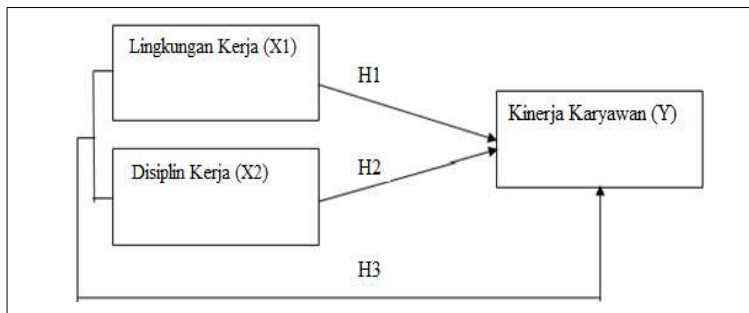 Lingkungan Kerja (X1)
H1
Kinerja Karyawan (Y)
Disiplin Kerja (X2)
H2
H3